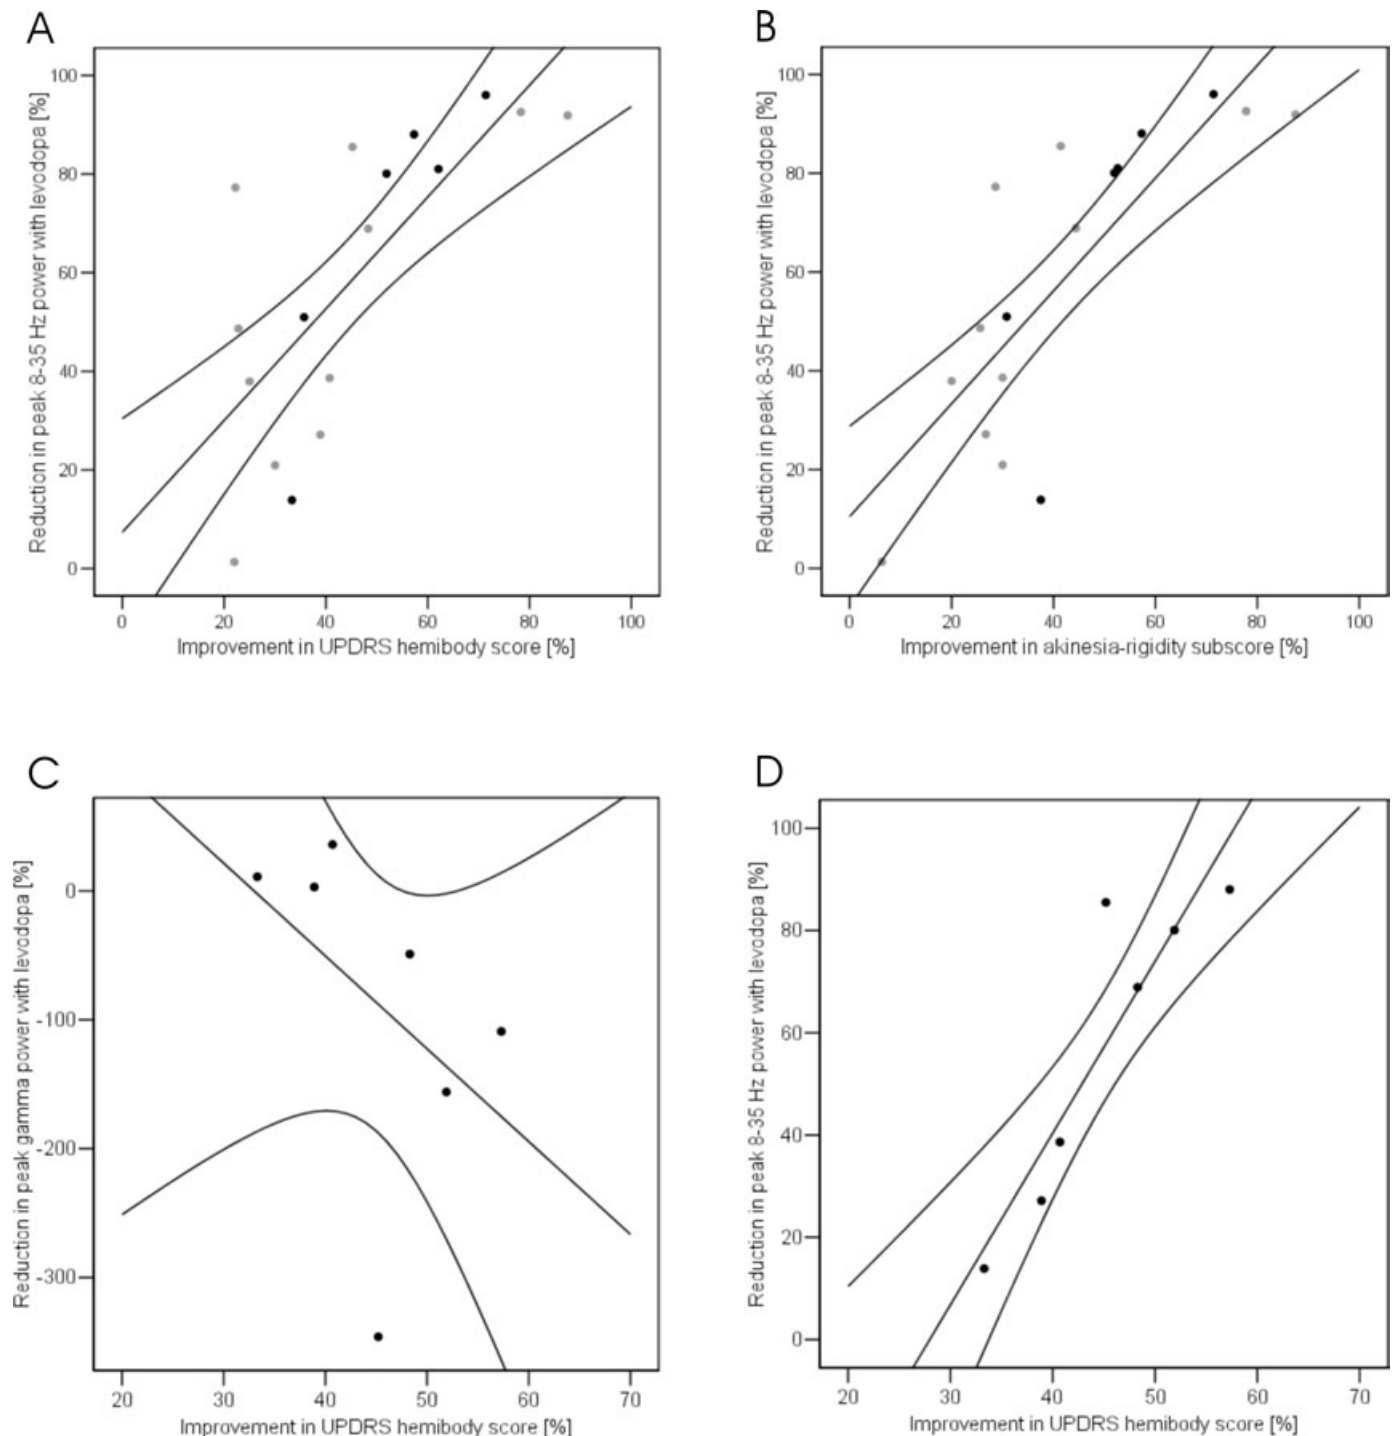 A
Reduction in peak 8-35 Hz power with levodopa [%]
100
80
60
40
20
0
0 20 40 60 80 100
Improvement in UPDRS hemibody score [%]
B
Reduction in peak 8-35 Hz power with levodopa [%]
100
80
60
40
20
0
0 20 40 60 80 100
Improvement in akinesia-rigidity subscore [%]
C
Reduction in peak gamma power with levodopa [%]
0
-100
-200
-300
20 30 40 50 60 70
Improvement in UPDRS hemibody score [%]
D
Reduction in peak 8-35 Hz power with levodopa [%]
100
80
60
40
20
0
20 30 40 50 60 70
Improvement in UPDRS hemibody score [%]